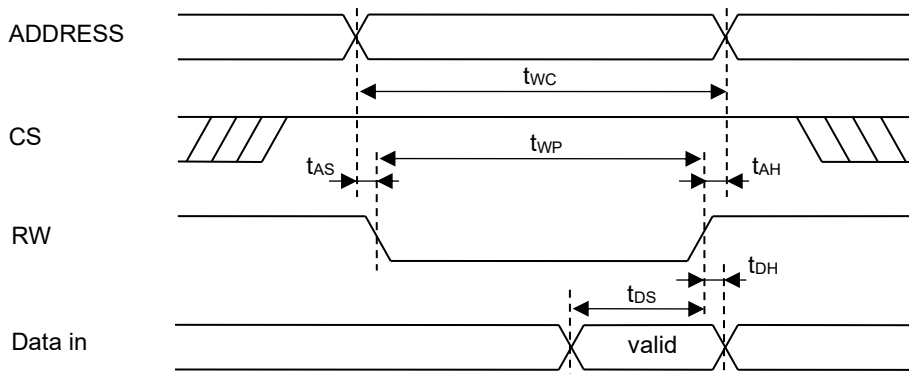 ADDRESS
tWC
CS
tWP
tAS
tAH
RW
tDH
tDS
Data in
valid